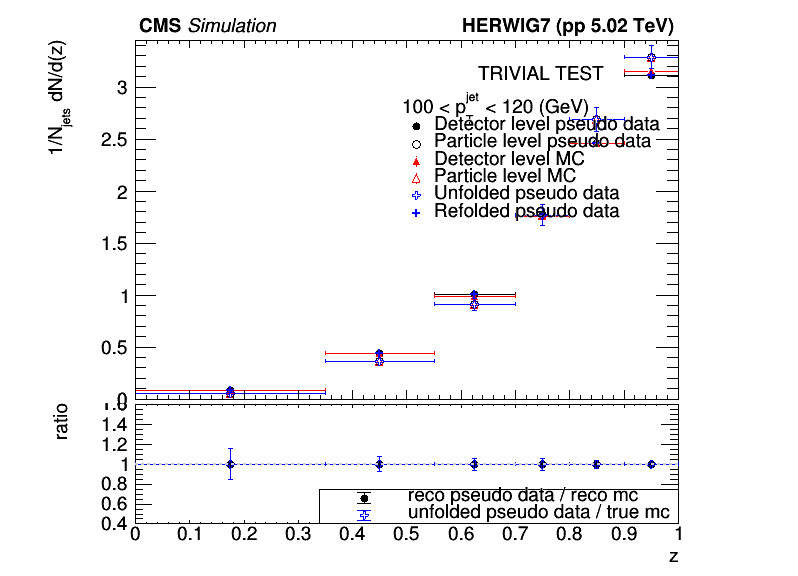 CMS Simulation HERWIG7 (pp 5.02 TeV)
TRIVIAL TEST
100 < p_T^jet < 120 (GeV)
Detector level pseudo data
Particle level pseudo data
Detector level MC
Particle level MC
Unfolded pseudo data
Refolded pseudo data
1/N_jets dN/d(z)
3
2.5
2
1.5
1
0.5
0
ratio
1.6
1.4
1.2
1
0.8
0.6
0.4
reco pseudo data / reco mc
unfolded pseudo data / true mc
0 0.1 0.2 0.3 0.4 0.5 0.6 0.7 0.8 0.9 1
z